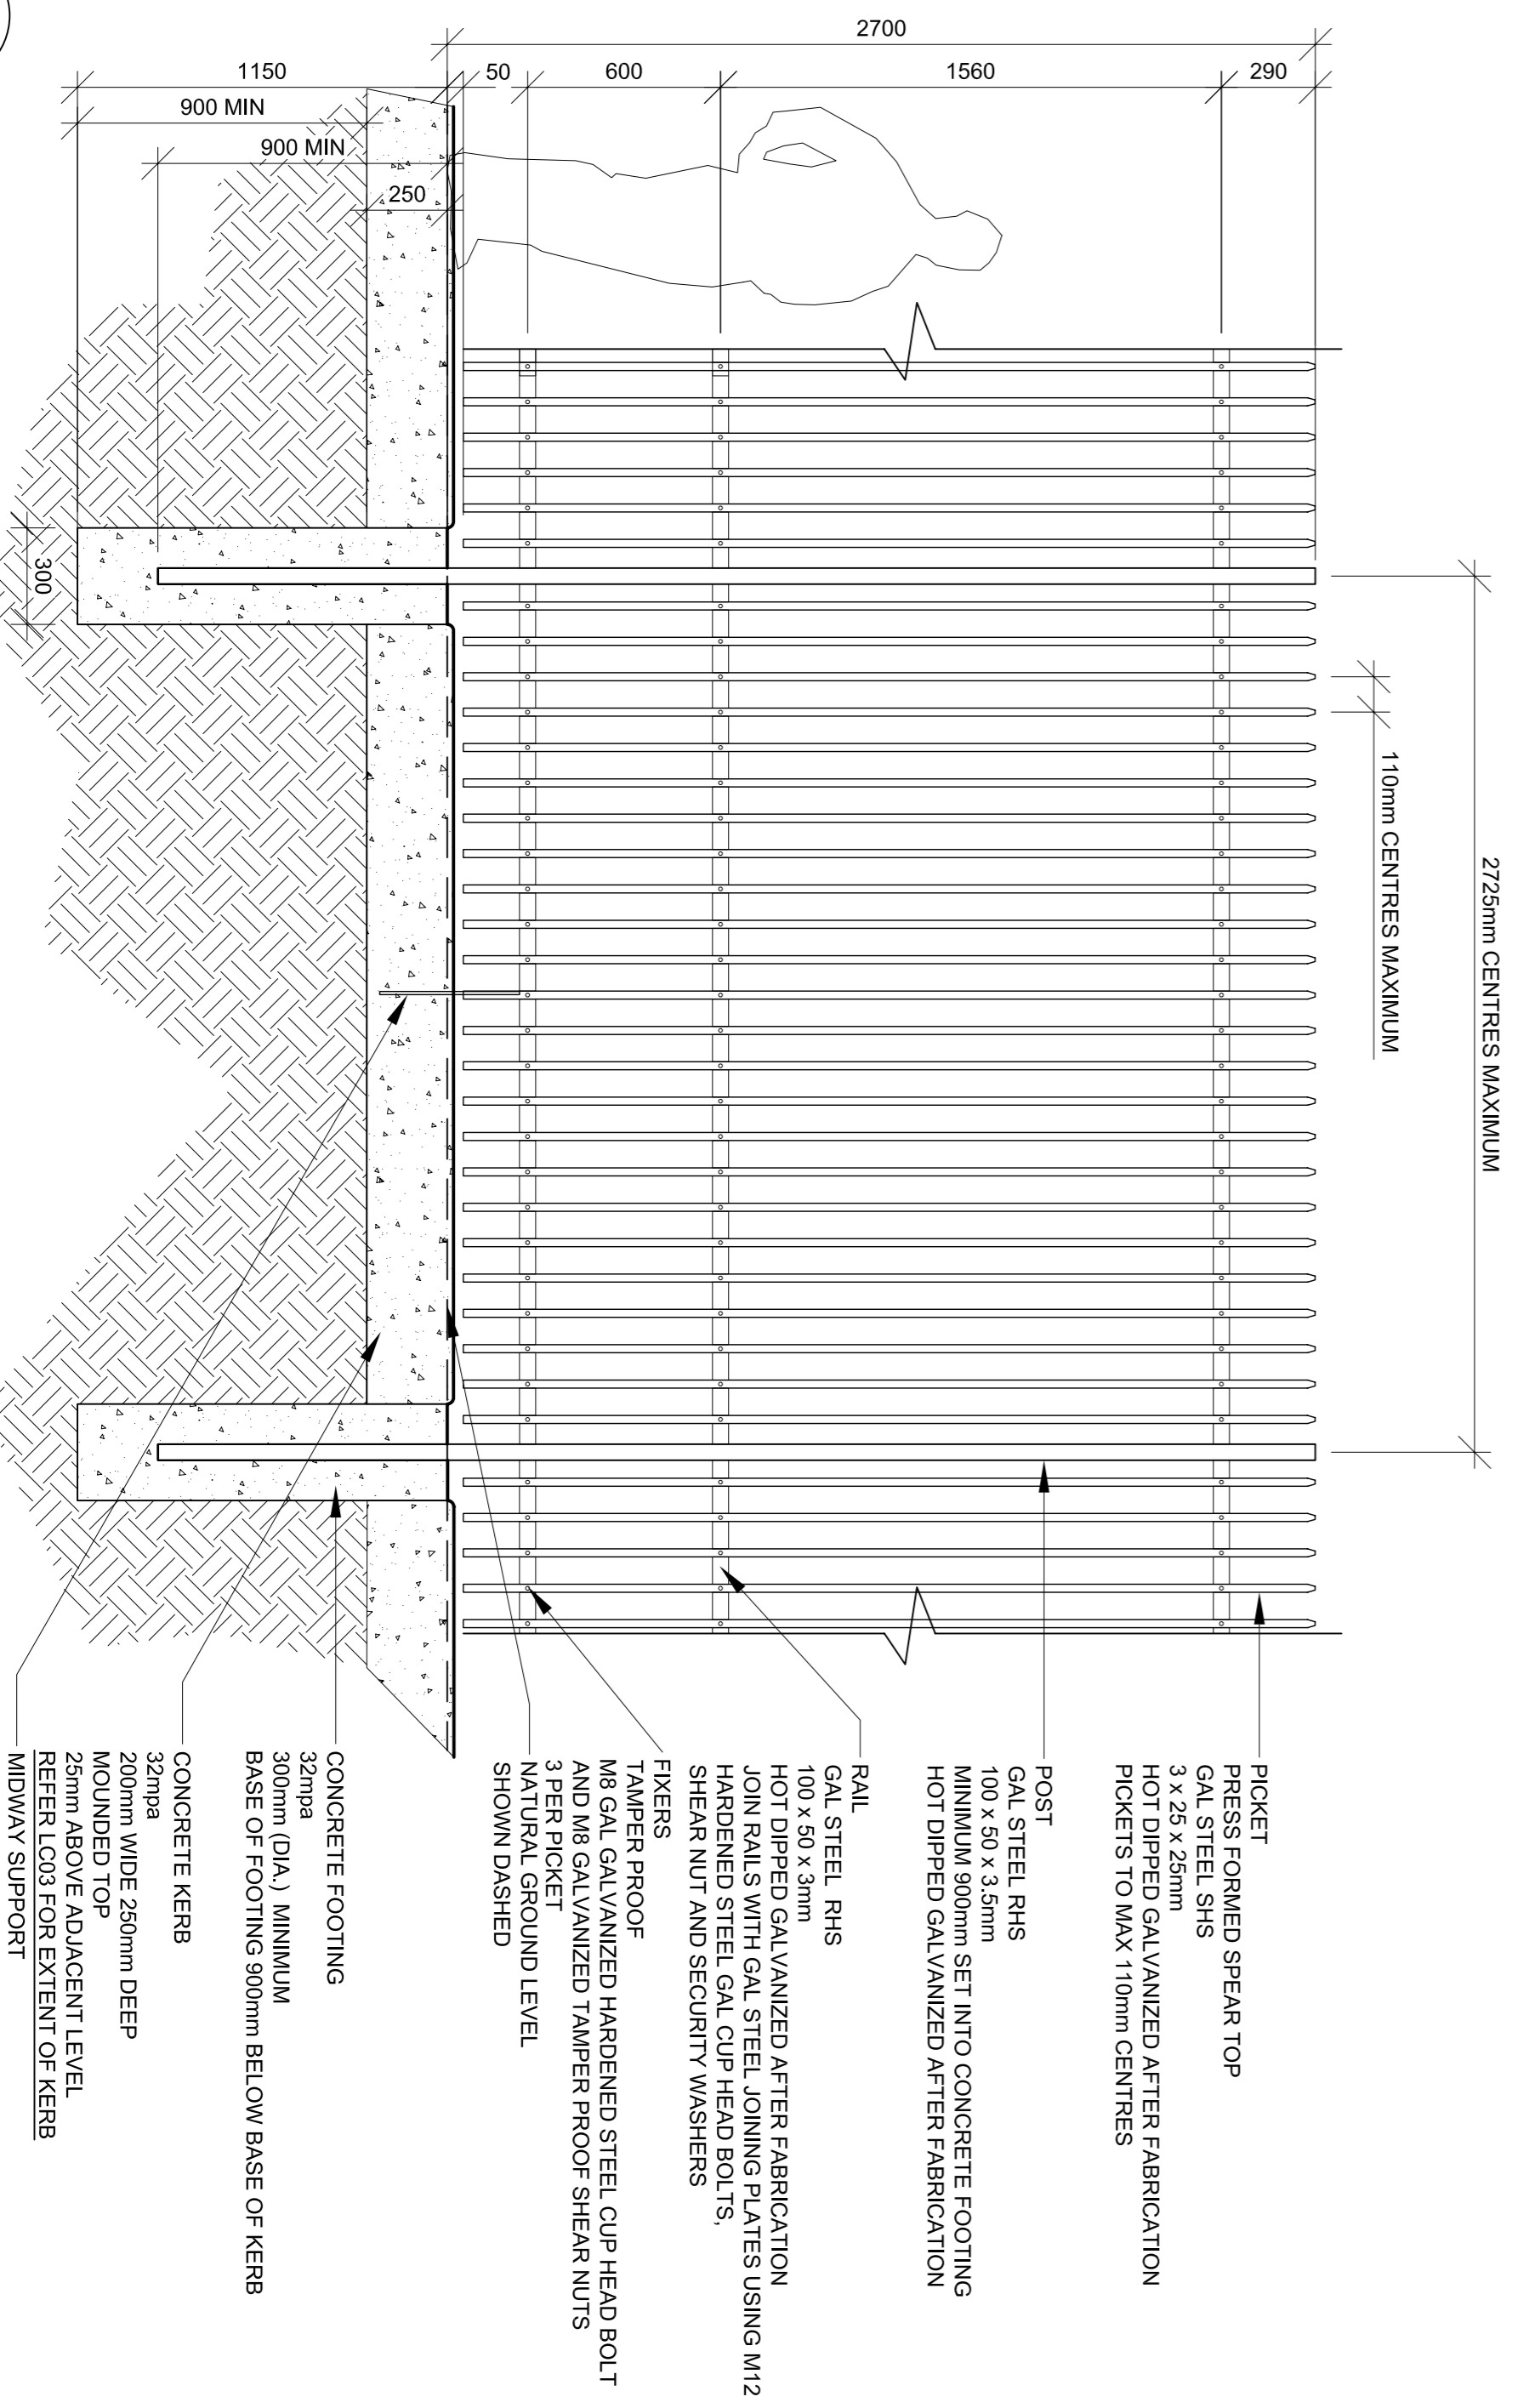 2725mm CENTRES MAXIMUM
110mm CENTRES MAXIMUM
2700
290
1560
600
50
1150
900 MIN
900 MIN
250
300
PICKET
PRESS FORMED SPEAR TOP
GAL STEEL SHS
3 x 25 x 25mm
HOT DIPPED GALVANIZED AFTER FABRICATION
PICKETS TO MAX 110mm CENTRES
POST
GAL STEEL RHS
100 x 50 x 3.5mm
MINIMUM 900mm SET INTO CONCRETE FOOTING
HOT DIPPED GALVANIZED AFTER FABRICATION
RAIL
GAL STEEL RHS
100 x 50 x 3mm
HOT DIPPED GALVANIZED AFTER FABRICATION
JOIN RAILS WITH GAL STEEL JOINING PLATES USING M12
HARDENED STEEL GAL CUP HEAD BOLTS,
SHEAR NUT AND SECURITY WASHERS
FIXERS
TAMPER PROOF
M8 GAL GALVANIZED HARDENED STEEL CUP HEAD BOLT
AND M8 GALVANIZED TAMPER PROOF SHEAR NUTS
3 PER PICKET
NATURAL GROUND LEVEL
SHOWN DASHED
CONCRETE FOOTING
32mpa
300mm (DIA.) MINIMUM
BASE OF FOOTING 900mm BELOW BASE OF KERB
CONCRETE KERB
32mpa
200mm WIDE 250mm DEEP
MOUNDED TOP
25mm ABOVE ADJACENT LEVEL
REFER LC03 FOR EXTENT OF KERB
MIDWAY SUPPORT